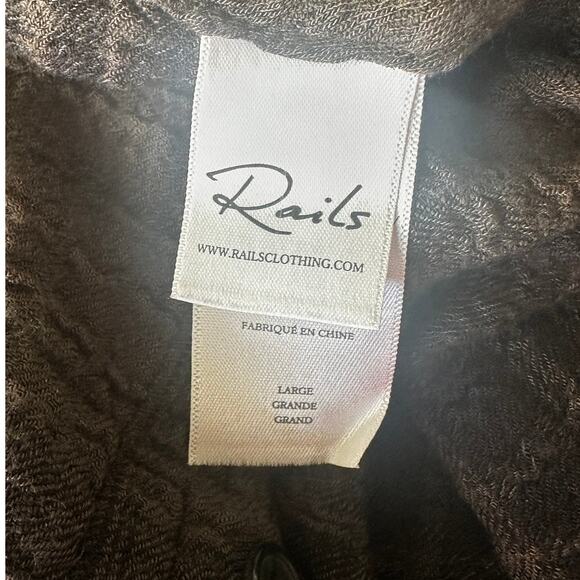 Rails
WWW.RAILSCLOTHING.COM
FABRIQUÉ EN CHINE
LARGE
GRANDE
GRAND